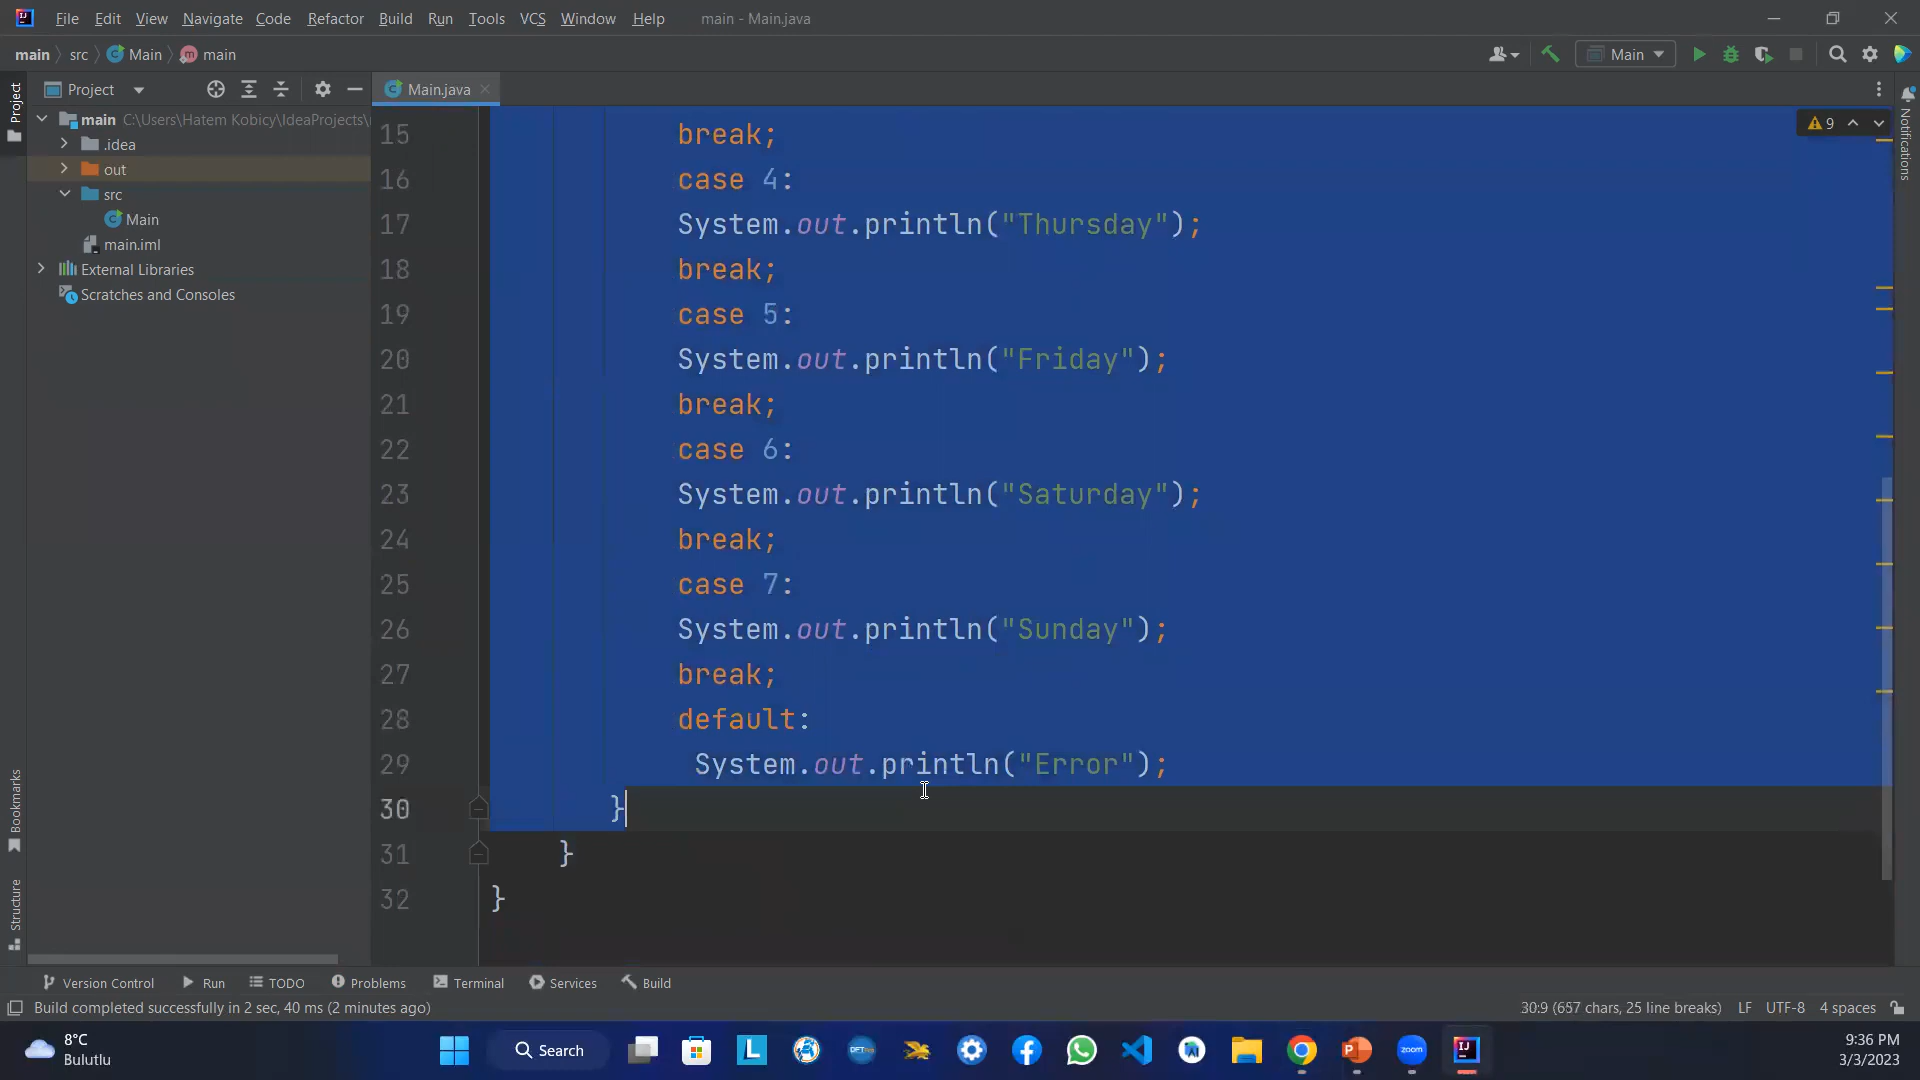 File Edit View Navigate Code Refactor Build Run Tools VCS Window Help main - Main.java
main src Main main
Main
Project
Main.java
main C:\Users\Hatem Kobicy\IdeaProjects\
.idea
out
src
Main
main.iml
External Libraries
Scratches and Consoles
Project
Bookmarks
Structure
Notifications
9
15 break;
16 case 4:
17 System.out.println("Thursday");
18 break;
19 case 5:
20 System.out.println("Friday");
21 break;
22 case 6:
23 System.out.println("Saturday");
24 break;
25 case 7:
26 System.out.println("Sunday");
27 break;
28 default:
29 System.out.println("Error");
30 }
31 }
32 }
Version Control Run TODO Problems Terminal Services Build
Build completed successfully in 2 sec, 40 ms (2 minutes ago) 30:9 (657 chars, 25 line breaks) LF UTF-8 4 spaces
8°C
Bulutlu
Search
L
zoom
IJ
9:36 PM
3/3/2023